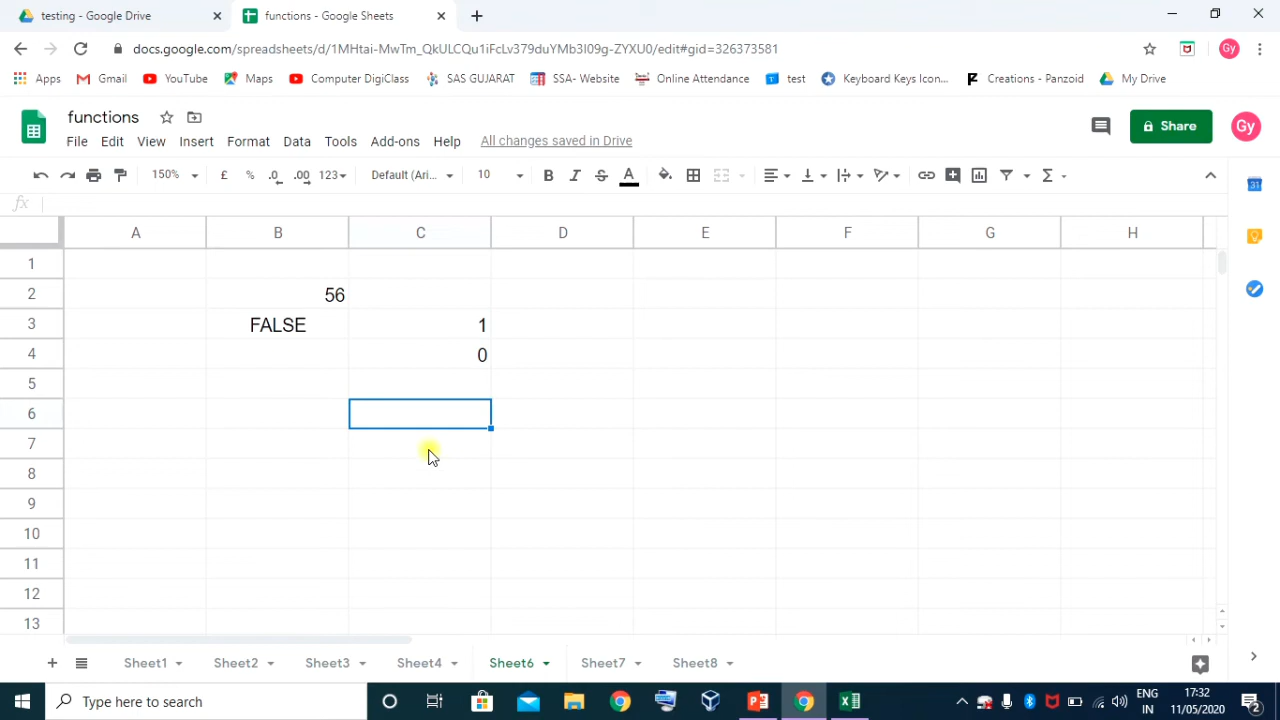 testing - Google Drive
functions - Google Sheets
docs.google.com/spreadsheets/d/1MHtai-MwTm_QkULCQu1iFcLv379duYMb3I09g-ZYXU0/edit#gid=326373581
Gy
Apps Gmail YouTube Maps Computer DigiClass SAS GUJARAT SSA- Website Online Attendance test Keyboard Keys Icon... Creations - Panzoid My Drive
functions
Share
Gy
File Edit View Insert Format Data Tools Add-ons Help All changes saved in Drive
150% £ % .0 .00 123 Default (Ari... 10 B I S A Σ
fx
31
A B C D E F G H
1
2 56
3 FALSE 1
4 0
5
6
7
8
9
10
11
12
13
Sheet1 Sheet2 Sheet3 Sheet4 Sheet6 Sheet7 Sheet8
Type here to search
ENG 17:32
IN 11/05/2020 2